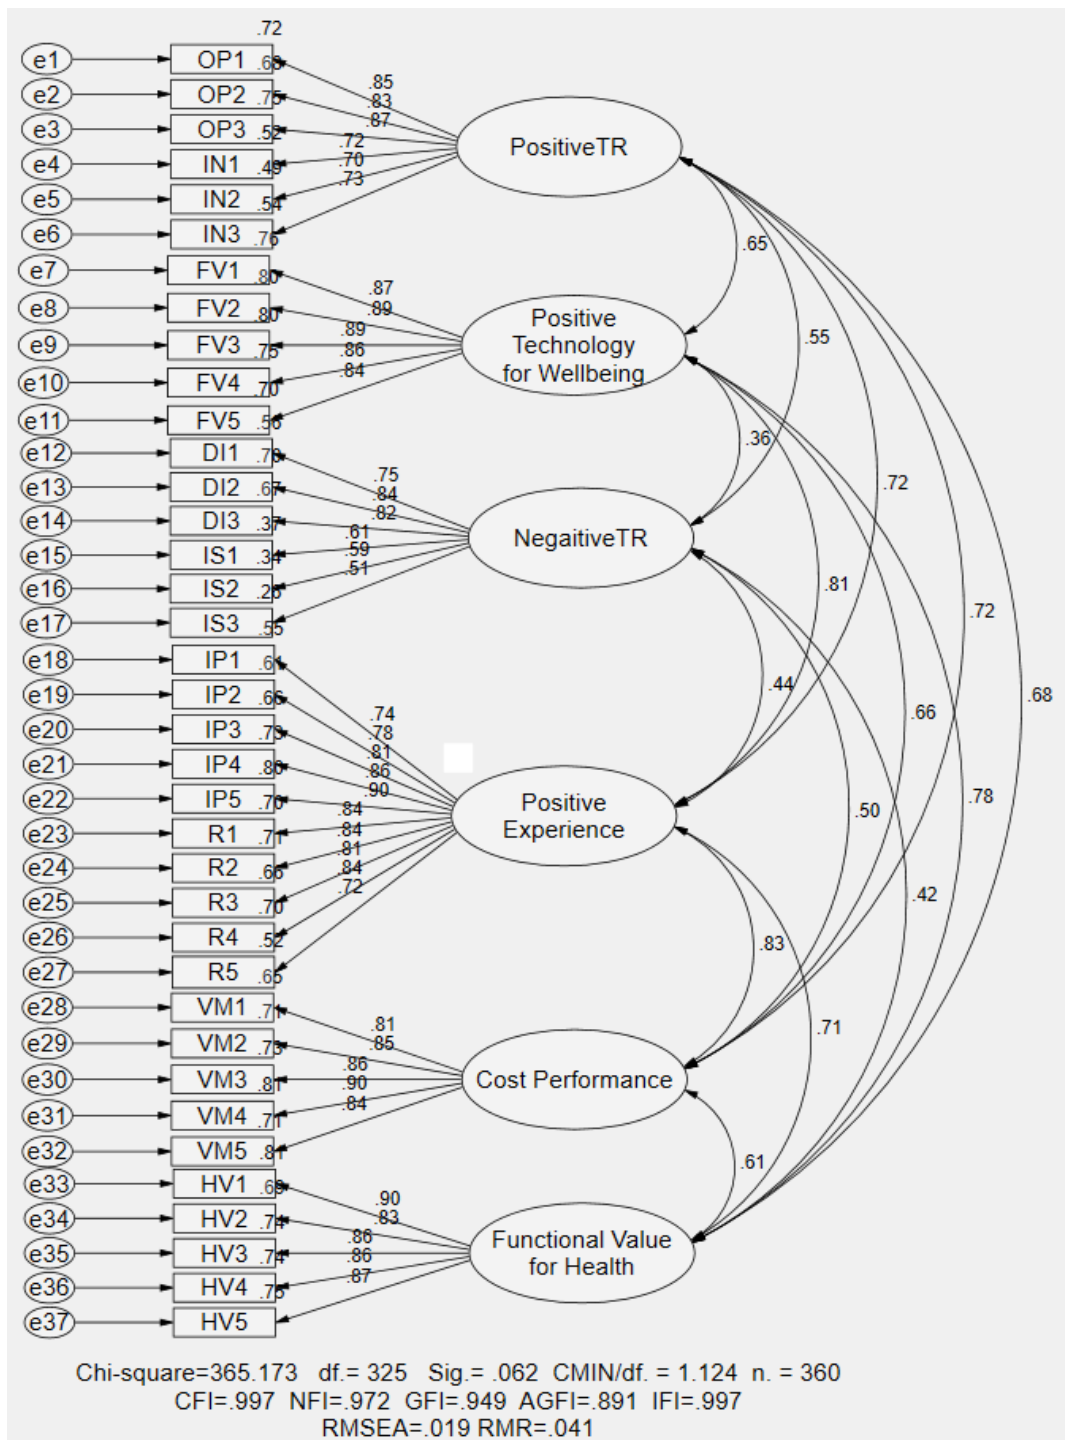 .72
e1 OP1 .68
.85
e2 OP2 .75
.83
e3 OP3 .52
.87
PositiveTR
e4 IN1 .49
.72
e5 IN2 .54
.70
e6 IN3 .76
.73
.65
e7 FV1 .80
.87
e8 FV2 .80
.89
Positive
Technology
for Wellbeing
e9 FV3 .75
.89
.55
e10 FV4 .70
.86
e11 FV5 .56
.84
.36
e12 DI1 .70
.75
.72
e13 DI2 .67
.84
e14 DI3 .37
.82
NegaitiveTR
e15 IS1 .34
.61
e16 IS2 .26
.59
.81
e17 IS3 .55
.51
.72
e18 IP1 .61
.44
e19 IP2 .66
.68
e20 IP3 .73
.74
.66
e21 IP4 .80
.78
e22 IP5 .70
.81
Positive
Experience
.78
e23 R1 .71
.86
.50
e24 R2 .66
.90
e25 R3 .70
.84
.42
e26 R4 .52
.84
.83
e27 R5 .65
.81
.84
.72
e28 VM1 .71
.81
.71
e29 VM2 .73
.85
e30 VM3 .81
.86
Cost Performance
e31 VM4 .71
.90
e32 VM5 .81
.84
.61
e33 HV1 .69
.90
e34 HV2 .74
.83
Functional Value
for Health
e35 HV3 .74
.86
e36 HV4 .75
.86
e37 HV5
.87
Chi-square=365.173 df.= 325 Sig.= .062 CMIN/df. = 1.124 n. = 360
CFI=.997 NFI=.972 GFI=.949 AGFI=.891 IFI=.997
RMSEA=.019 RMR=.041